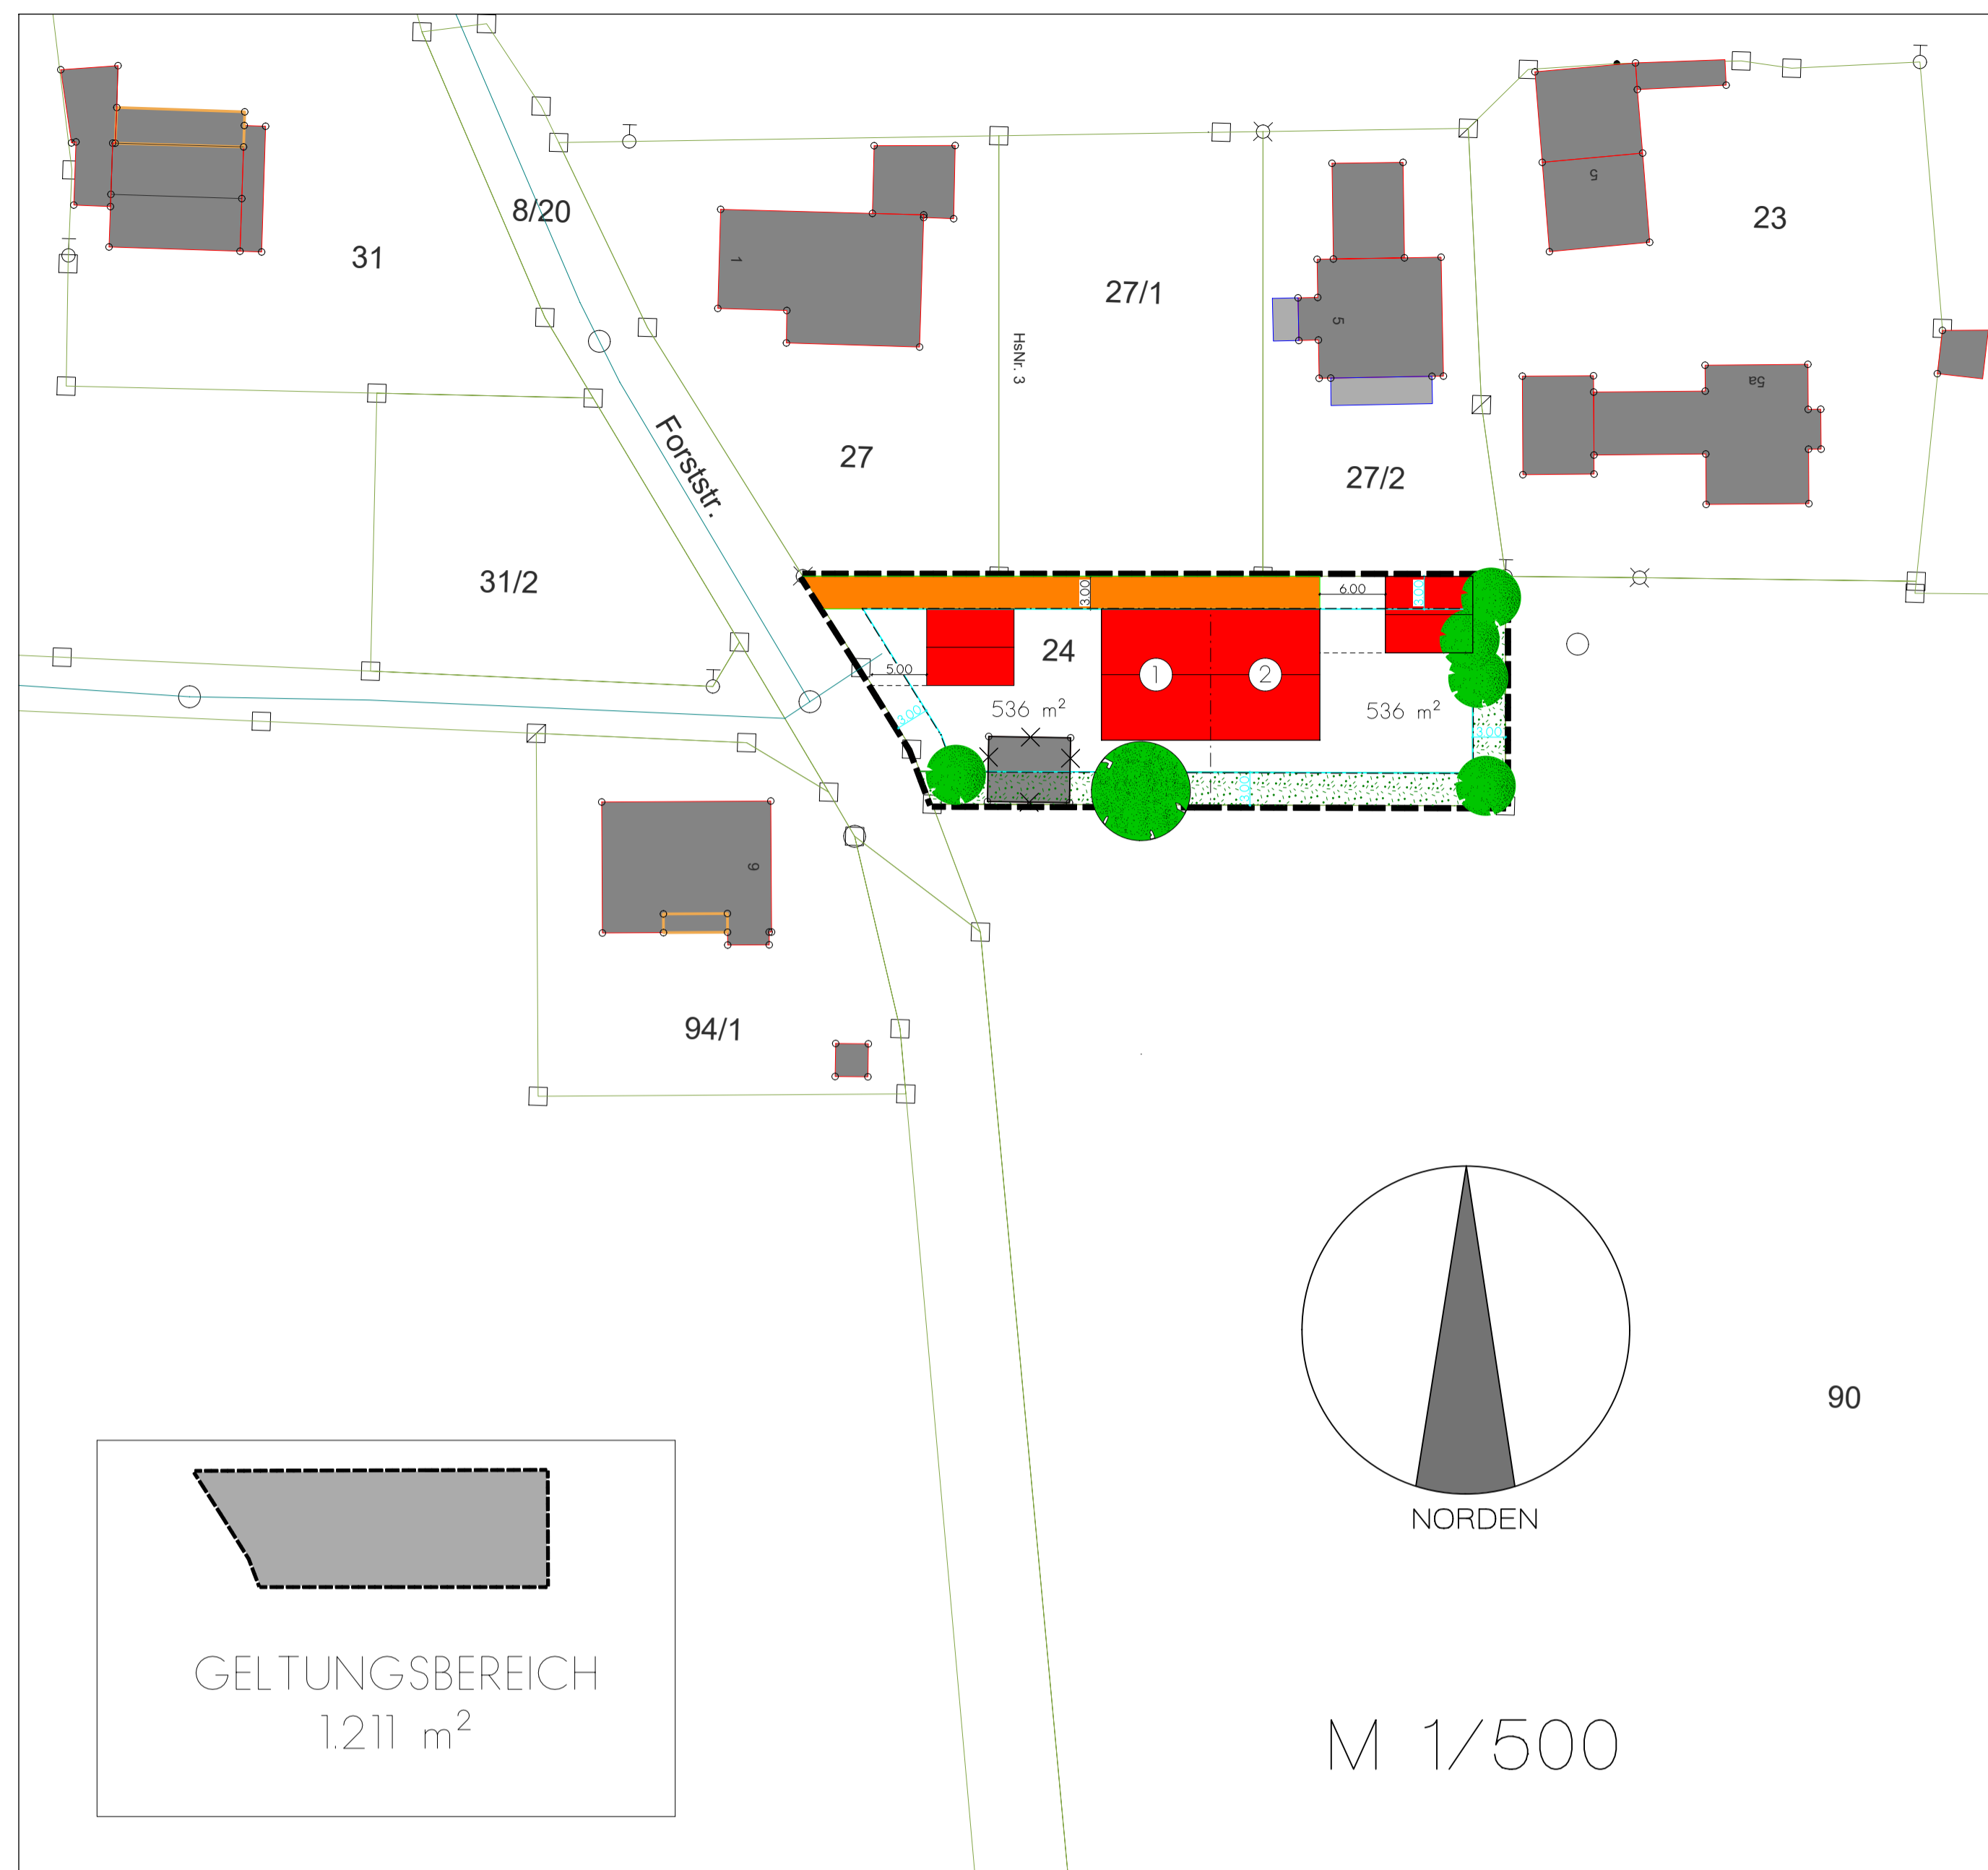 8/20
31
1
27/1
5
23
HsNr. 3
5
5a
Forststr.
27
27/2
31/2
3.00
6.00
3.00
24
5.00
1
2
3.00
536 m²
536 m²
3.00
3.00
9
94/1
90
NORDEN
GELTUNGSBEREICH
1.211 m²
M 1/500